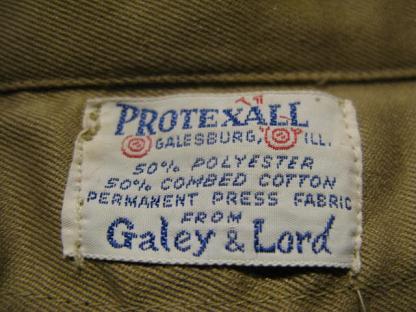 PROTEXALL
GALESBURG, ILL.
50% POLYESTER
50% COMBED COTTON
PERMANENT PRESS FABRIC
FROM
Galey & Lord